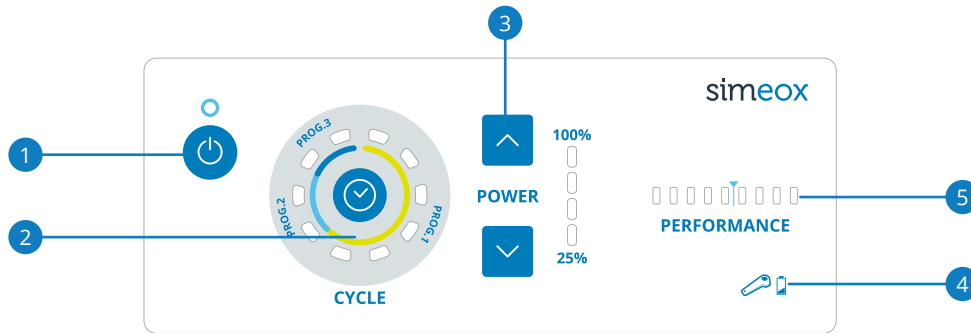 3
simeox
1
PROG.3
100%
PROG.2
POWER
PROG.1
5
PERFORMANCE
2
25%
4
CYCLE